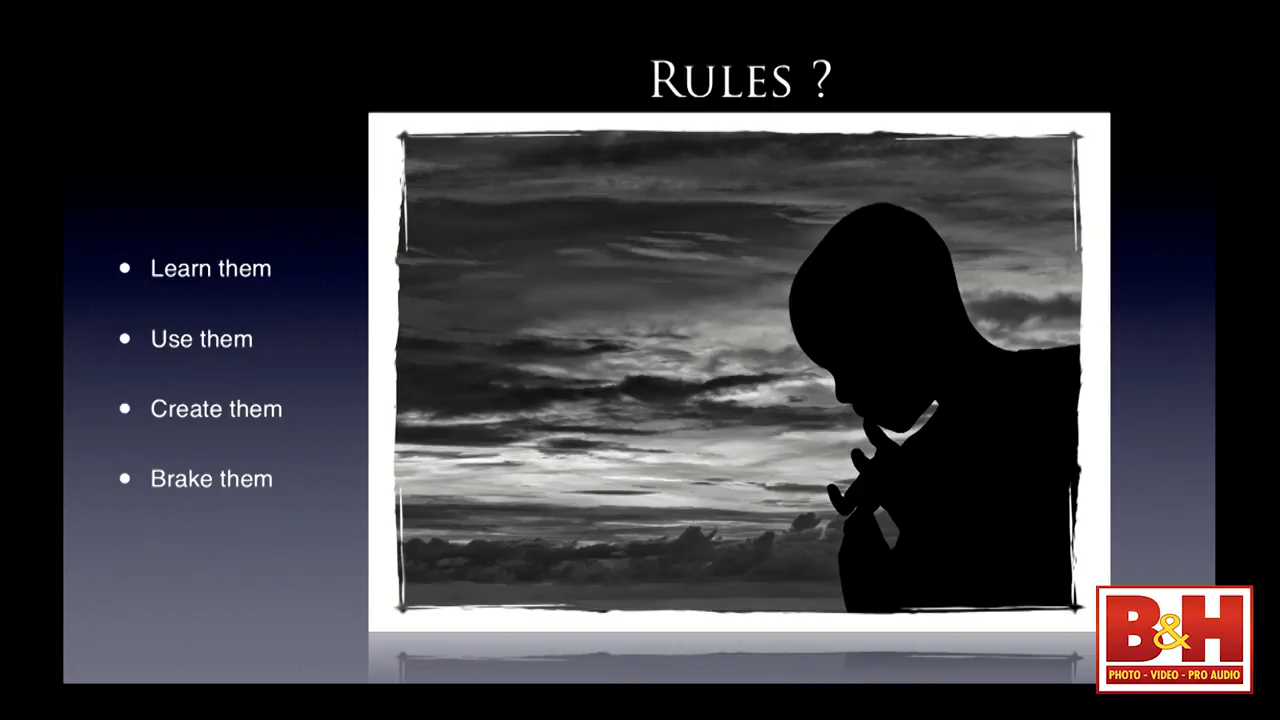 RULES ?
Learn them
Use them
Create them
Brake them
B&H
PHOTO - VIDEO - PRO AUDIO